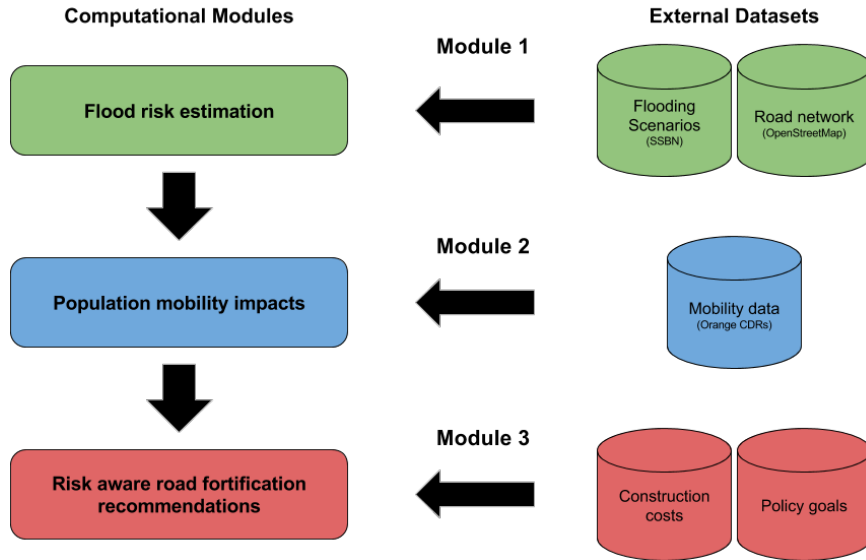 Computational Modules
External Datasets
Module 1
Flood risk estimation
Flooding
Scenarios
(SSBN)
Road network
(OpenStreetMap)
Module 2
Population mobility impacts
Mobility data
(Orange CDRs)
Module 3
Risk aware road fortification
recommendations
Construction
costs
Policy goals